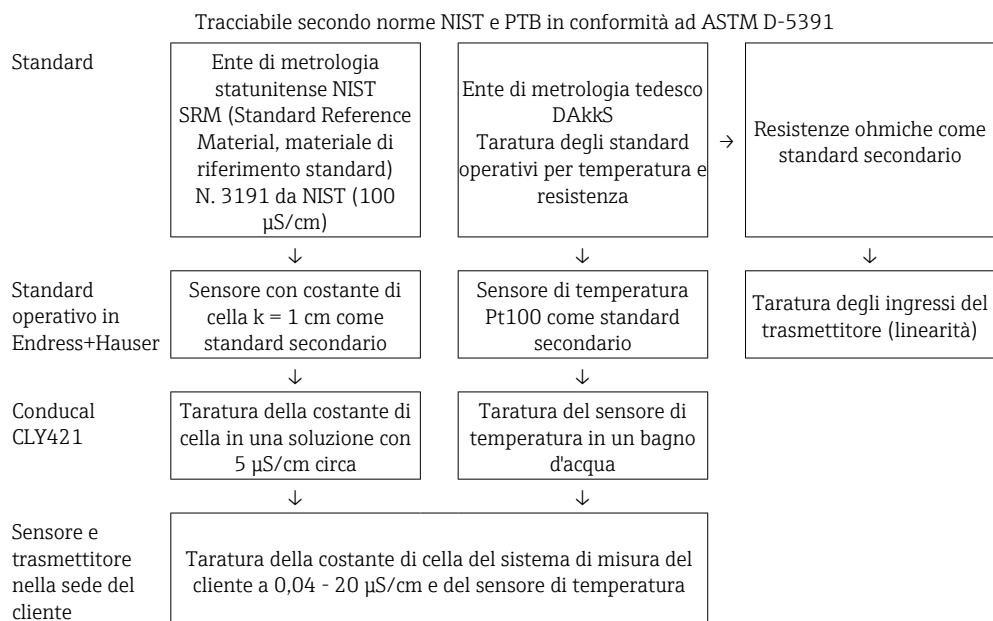 Tracciabile secondo norme NIST e PTB in conformità ad ASTM D-5391
Standard
Ente di metrologia
statunitense NIST
SRM (Standard Reference
Material, materiale di
riferimento standard)
N. 3191 da NIST (100
µS/cm)
Ente di metrologia tedesco
DAkkS
Taratura degli standard
operativi per temperatura e
resistenza
→
Resistenze ohmiche come
standard secondario
↓
↓
↓
Standard
operativo in
Endress+Hauser
Sensore con costante di
cella k = 1 cm come
standard secondario
Sensore di temperatura
Pt100 come standard
secondario
Taratura degli ingressi del
trasmettitore (linearità)
↓
↓
Conducal
CLY421
Taratura della costante di
cella in una soluzione con
5 µS/cm circa
Taratura del sensore di
temperatura in un bagno
d'acqua
↓
↓
Sensore e
trasmettitore
nella sede del
cliente
Taratura della costante di cella del sistema di misura del
cliente a 0,04 - 20 µS/cm e del sensore di temperatura